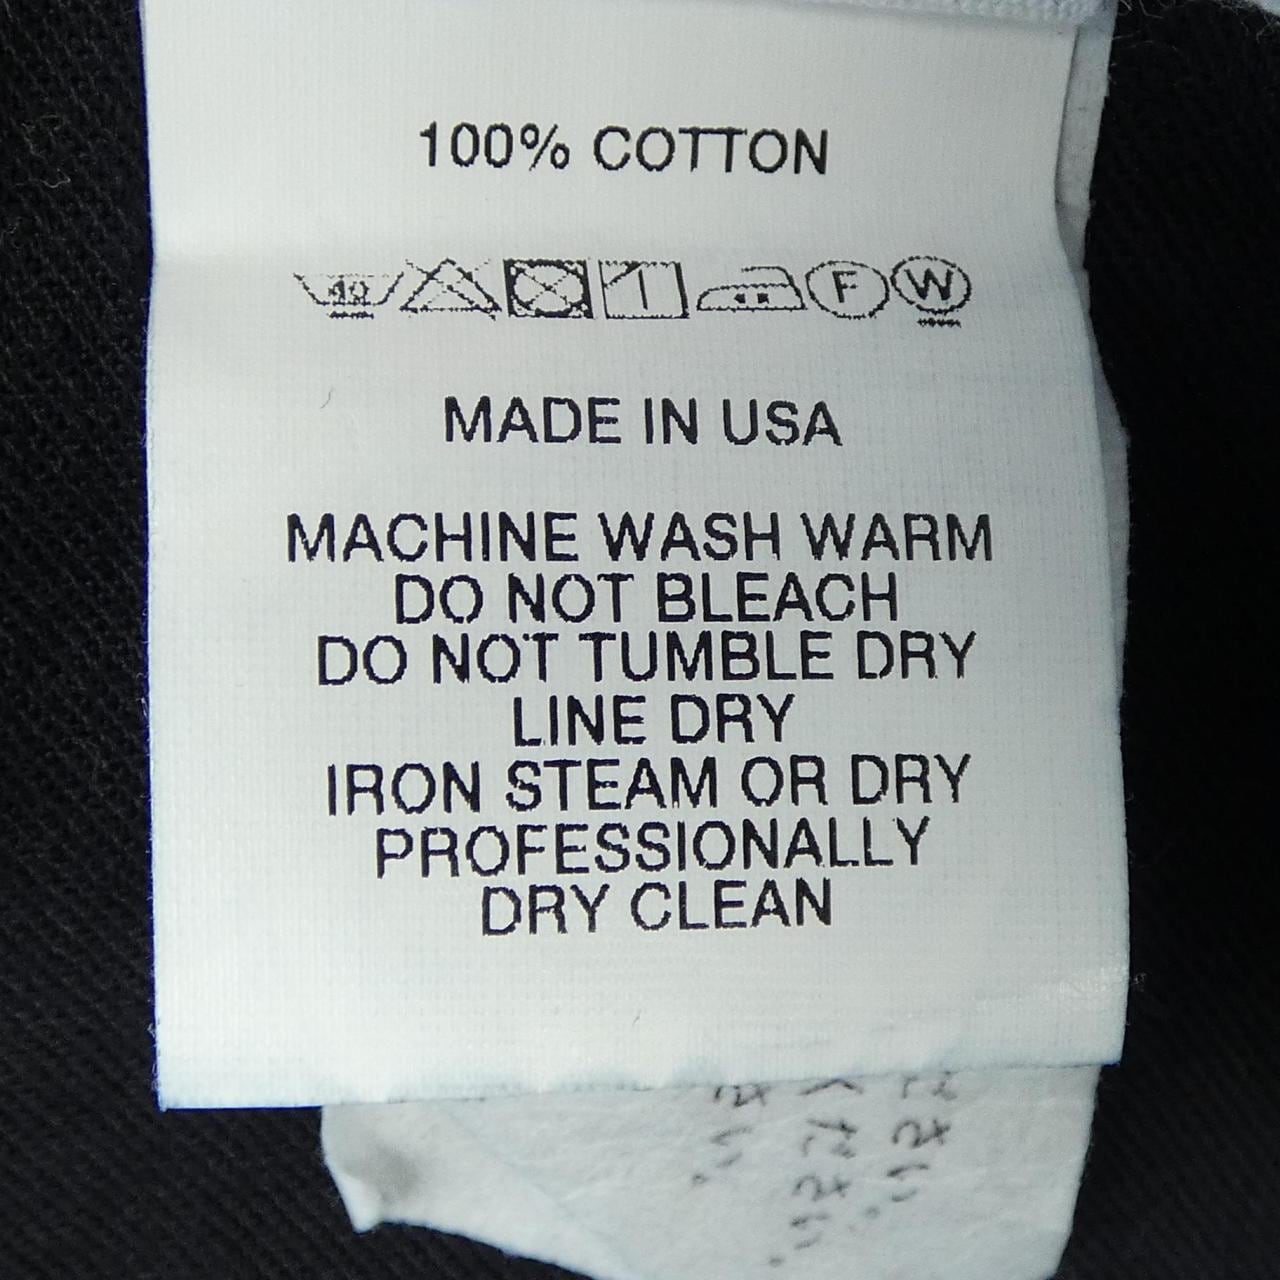 100% COTTON
40 F W
MADE IN USA
MACHINE WASH WARM
DO NOT BLEACH
DO NOT TUMBLE DRY
LINE DRY
IRON STEAM OR DRY
PROFESSIONALLY
DRY CLEAN